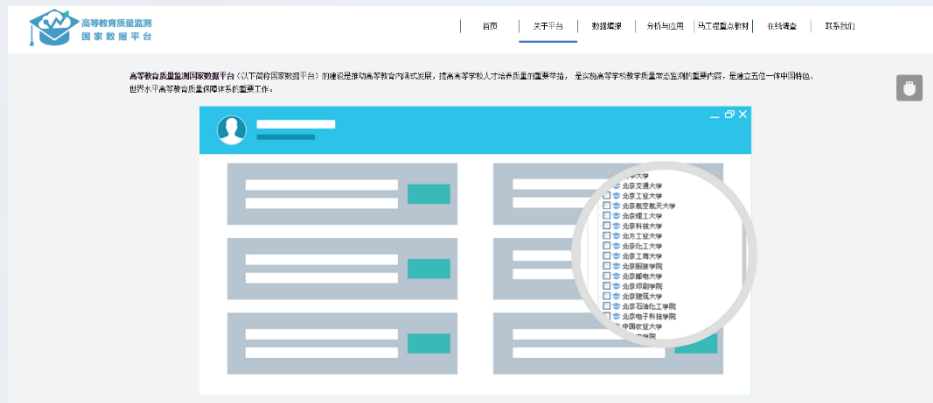 高等教育质量监测
国家数据平台
首页
关于平台
数据填报
分析与应用
马工程重点教材
在线调查
联系我们
高等教育质量监测国家数据平台(以下简称国家数据平台)的建设是推动高等教育内涵式发展,提高高等学校人才培养质量的重要举措, 是实施高等学校教学质量常态监测的重要内容,是建立五位一体中国特色、
世界水平高等教育质量保障体系的重要工作。
北京交通大学
北京工业大学
北京航空航天大学
北京理工大学
北京科技大学
北方工业大学
北京化工大学
北京工商大学
北京服装学院
北京邮电大学
北京印刷学院
北京建筑大学
北京石油化工学院
北京电子科技学院
中国农业大学